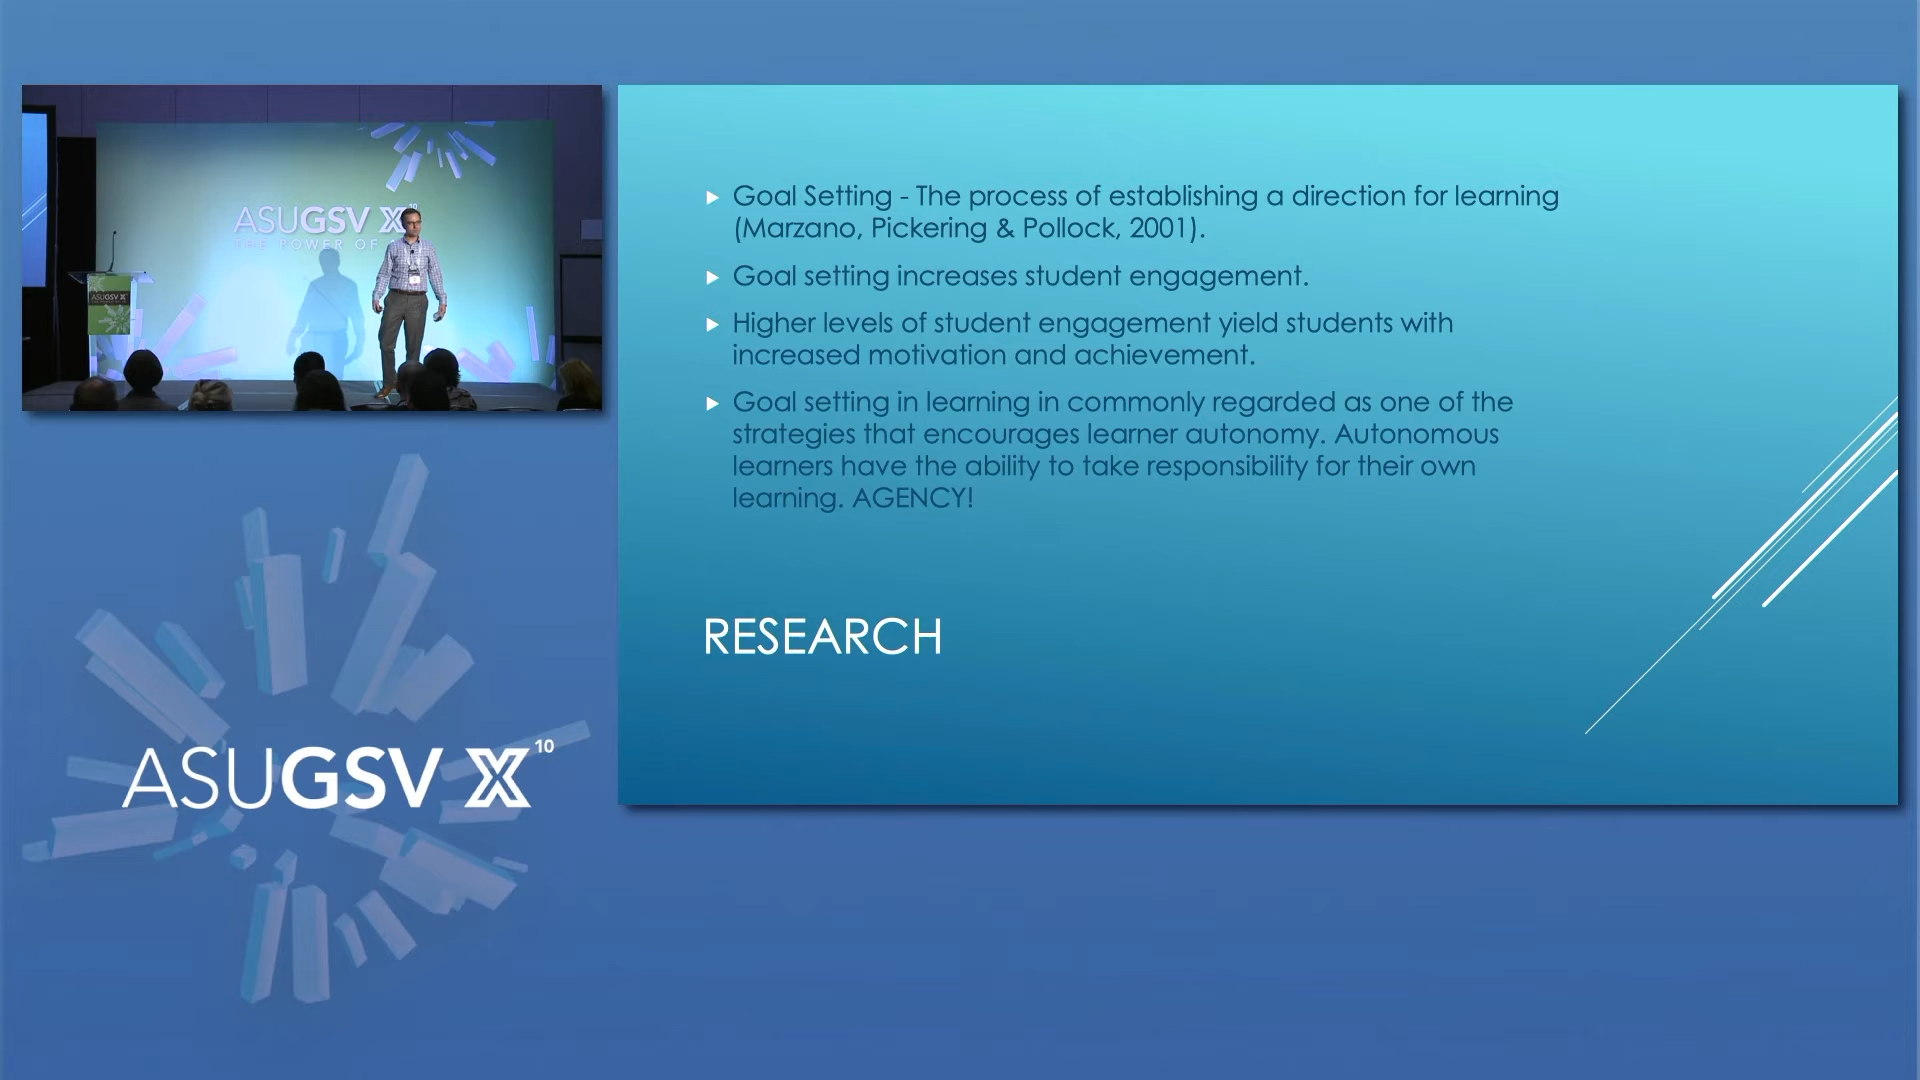 ASUGSV X10
THE POWER OF
ASUGSV X
Goal Setting - The process of establishing a direction for learning
(Marzano, Pickering & Pollock, 2001).
Goal setting increases student engagement.
Higher levels of student engagement yield students with
increased motivation and achievement.
Goal setting in learning in commonly regarded as one of the
strategies that encourages learner autonomy. Autonomous
learners have the ability to take responsibility for their own
learning. AGENCY!
RESEARCH
ASUGSV X10